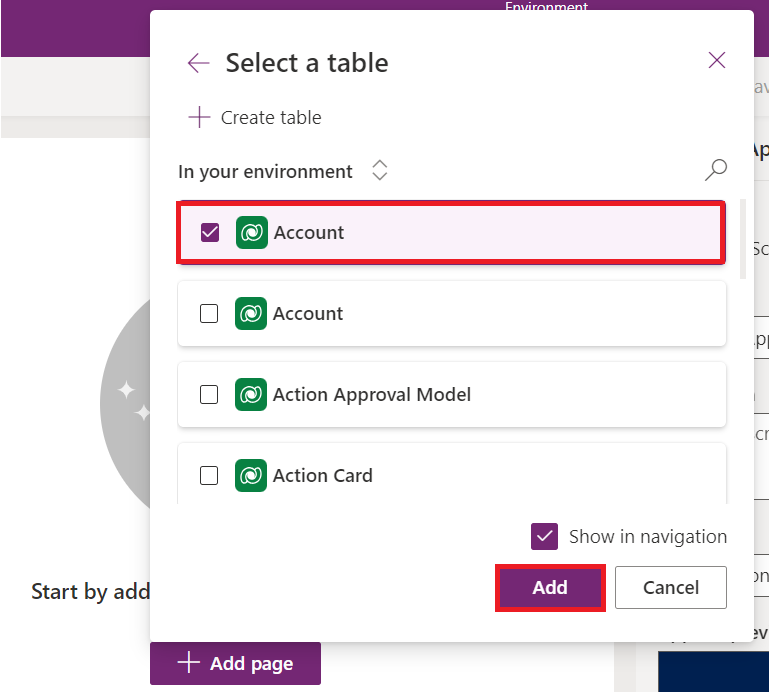 Environment
Select a table
Create table
In your environment
Account
Account
Action Approval Model
Action Card
Show in navigation
Add
Cancel
Start by add
Add page